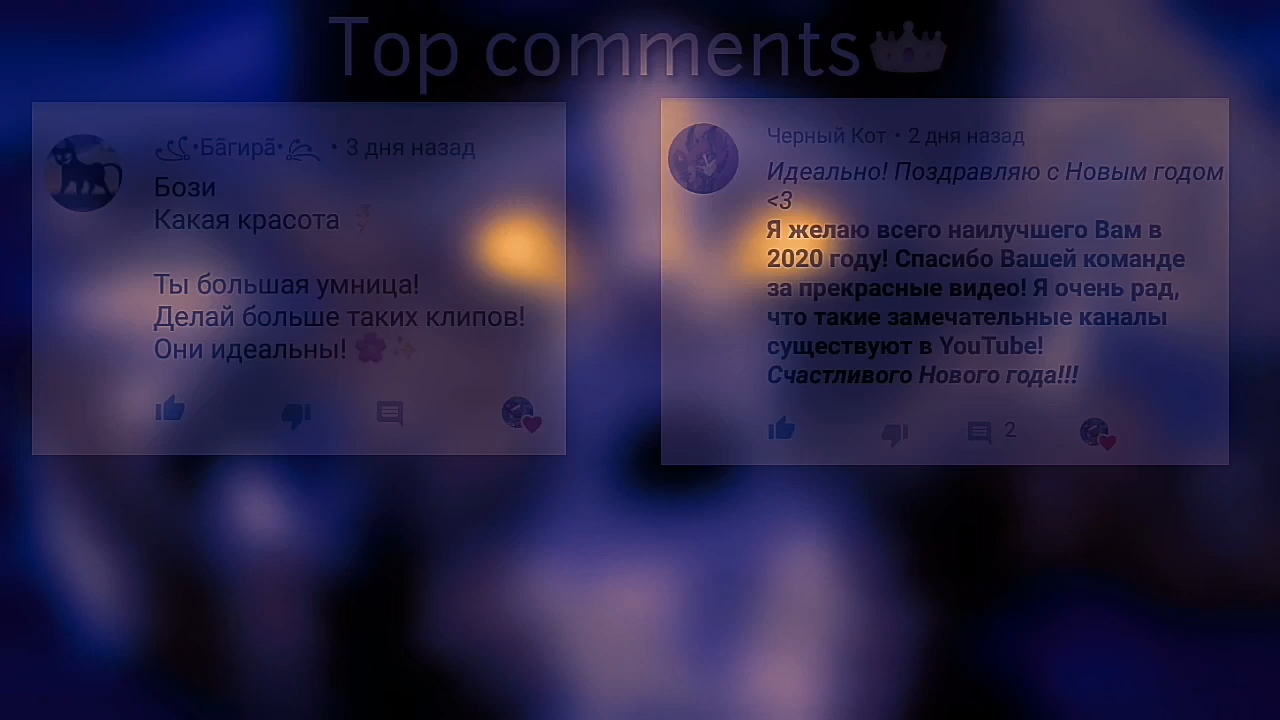 Top comments
•Бãгирã• • 3 дня назад
Бози
Какая красота
Ты большая умница!
Делай больше таких клипов!
Они идеальны!
Черный Кот • 2 дня назад
Идеально! Поздравляю с Новым годом
<3
Я желаю всего наилучшего Вам в
2020 году! Спасибо Вашей команде
за прекрасные видео! Я очень рад,
что такие замечательные каналы
существуют в YouTube!
Счастливого Нового года!!!
2